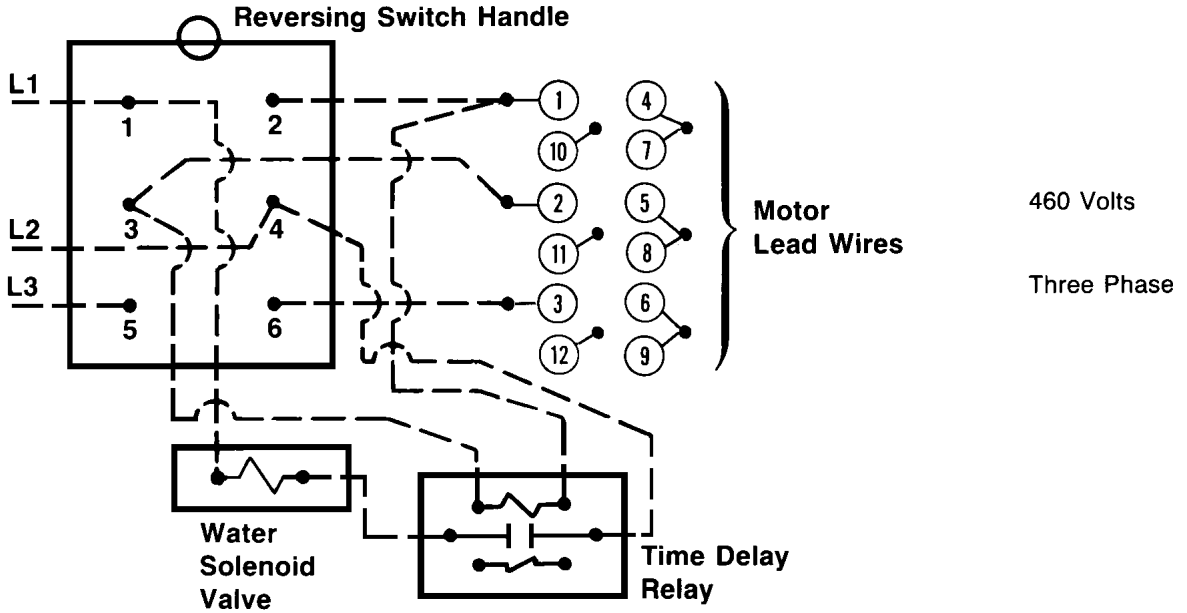 Reversing Switch Handle
L1
1
2
1
4
10
7
3
4
2
5
L2
11
8
L3
5
6
3
6
12
9
Motor
Lead Wires
460 Volts
Three Phase
Water
Solenoid
Valve
Time Delay
Relay